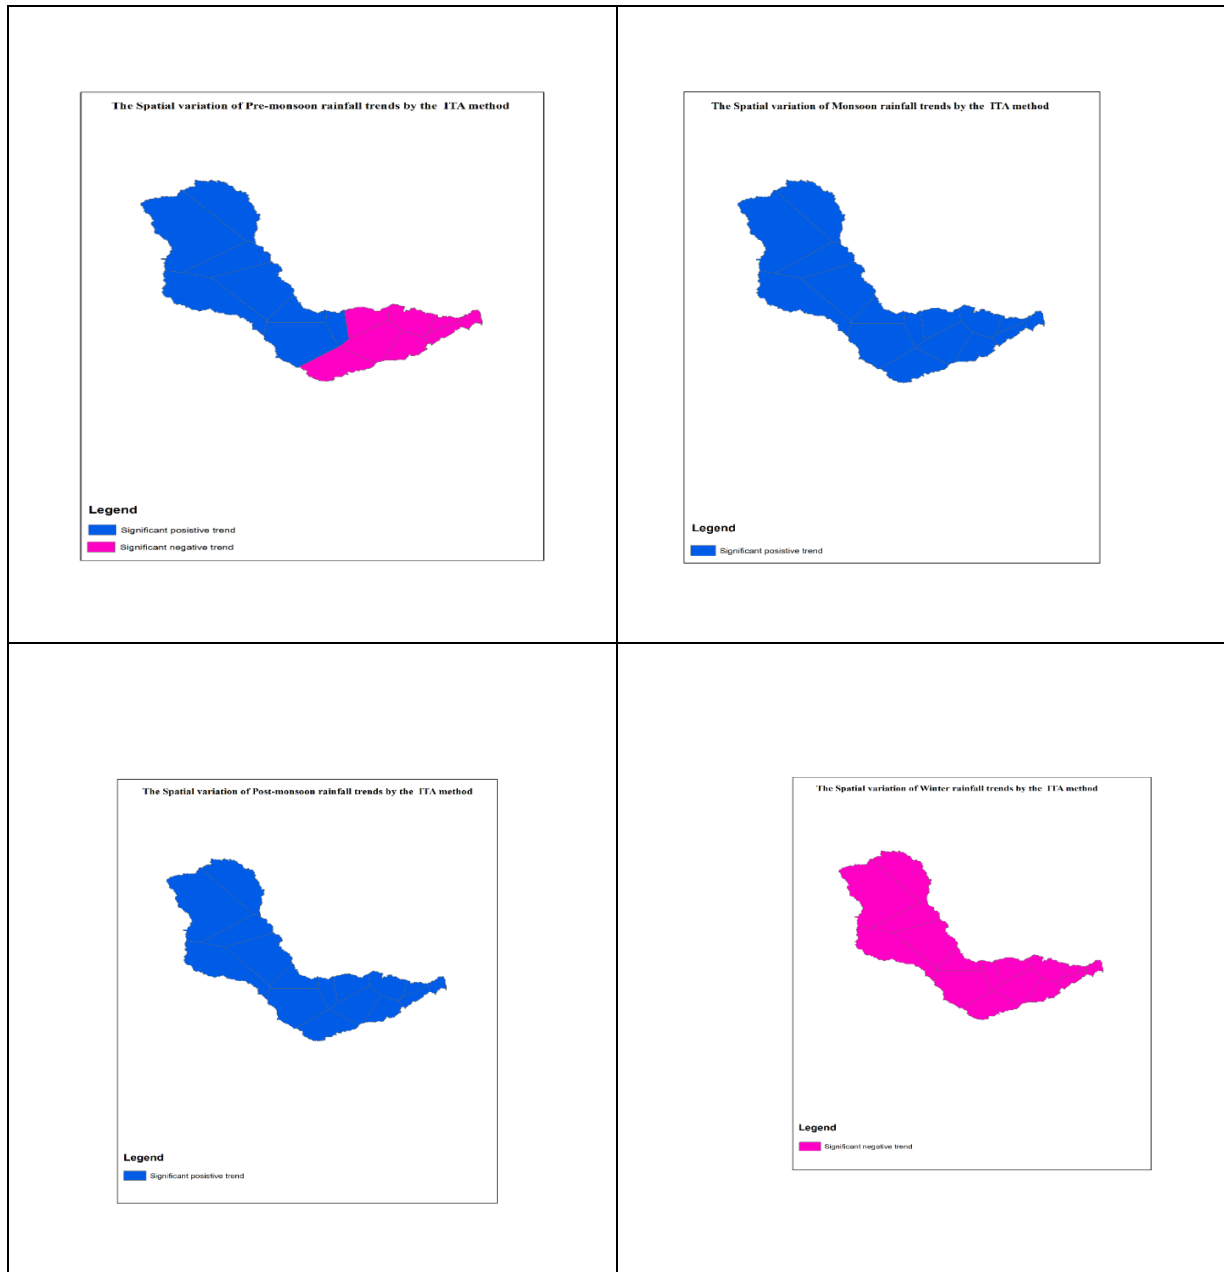 The Spatial variation of Pre-monsoon rainfall trends by the ITA method
Legend
Significant posistive trend
Significant negative trend
The Spatial variation of Monsoon rainfall trends by the ITA method
Legend
Significant posistive trend
The Spatial variation of Post-monsoon rainfall trends by the ITA method
Legend
Significant posistive trend
The Spatial variation of Winter rainfall trends by the ITA method
Legend
Significant negative trend